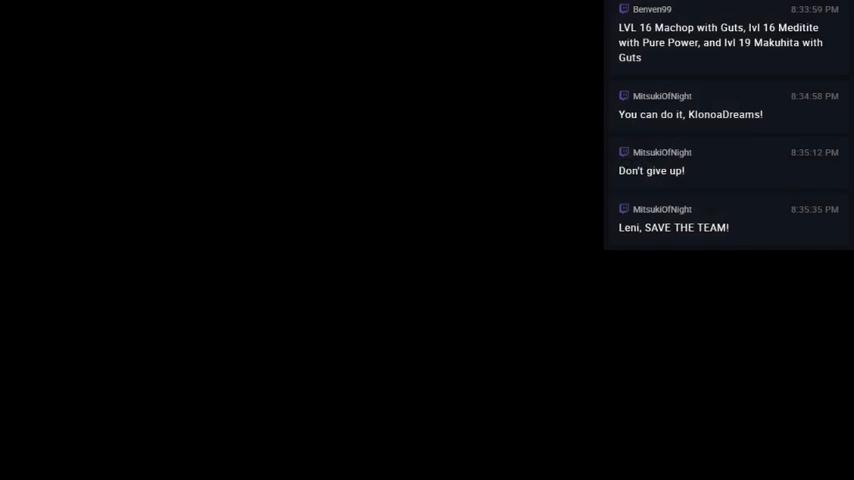 Benven99 8:33:59 PM
LVL 16 Machop with Guts, lvl 16 Meditite
with Pure Power, and lvl 19 Makuhita with
Guts
MitsukiOfNight 8:34:58 PM
You can do it, KlonoaDreams!
MitsukiOfNight 8:35:12 PM
Don't give up!
MitsukiOfNight 8:35:35 PM
Leni, SAVE THE TEAM!